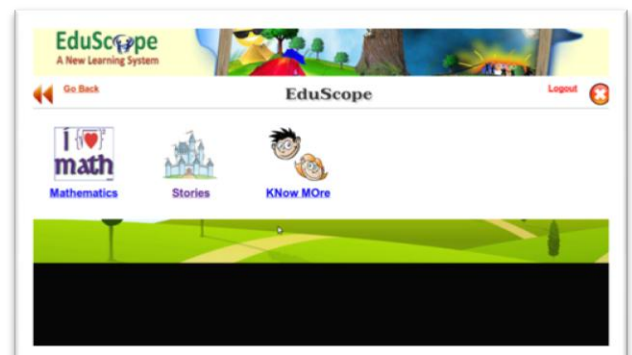 EduScope
A New Learning System
Go Back
EduScope
Logout
i {♥}
math
Mathematics
Stories
KNow MOre